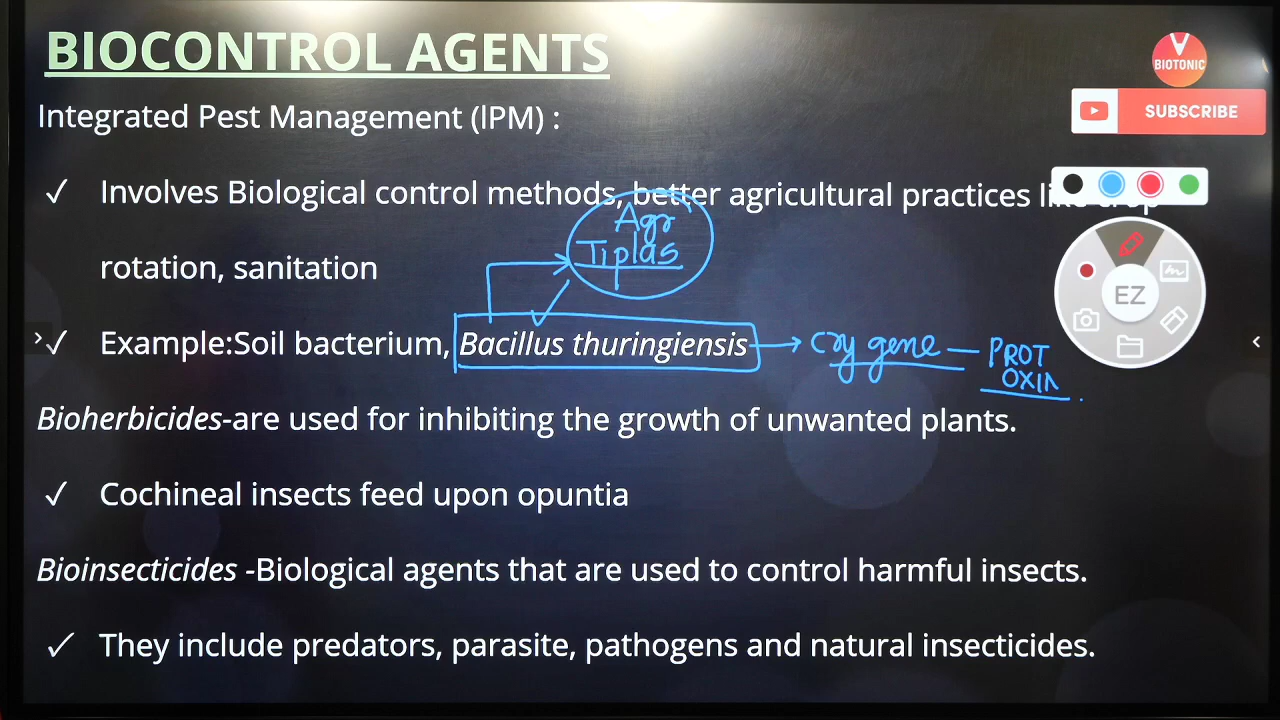 BIOCONTROL AGENTS
V
BIOTONIC
SUBSCRIBE
Integrated Pest Management (IPM) :
✓ Involves Biological control methods, better agricultural practices like crop
rotation, sanitation
Agr
Tiplas
EZ
✓ Example:Soil bacterium, Bacillus thuringiensis → Cry gene — PROT
OXIN
Bioherbicides-are used for inhibiting the growth of unwanted plants.
✓ Cochineal insects feed upon opuntia
Bioinsecticides -Biological agents that are used to control harmful insects.
✓ They include predators, parasite, pathogens and natural insecticides.